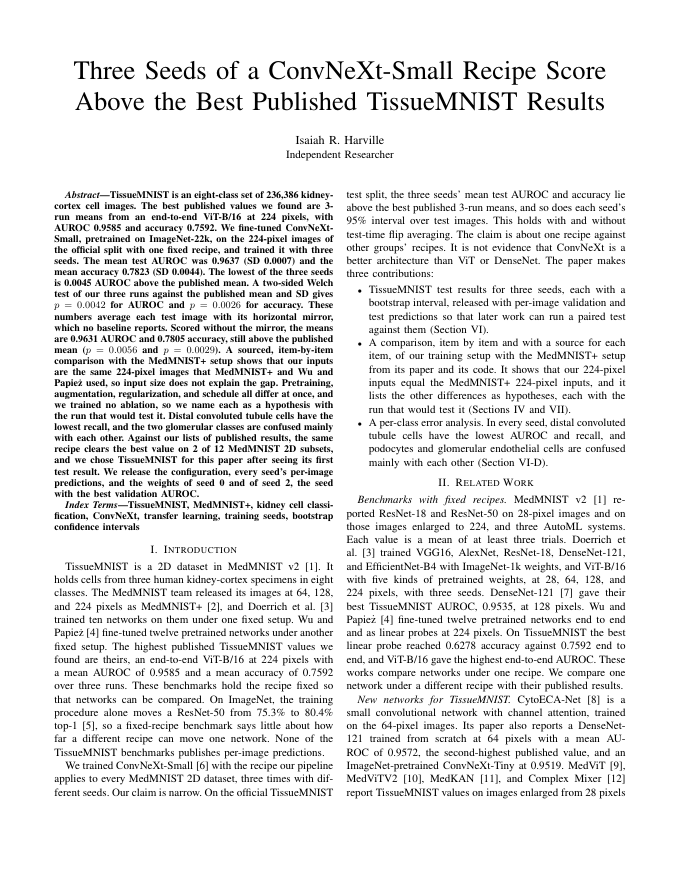 Three Seeds of a ConvNeXt-Small Recipe Score
Above the Best Published TissueMNIST Results
Isaiah R. Harville
Independent Researcher
Abstract—TissueMNIST is an eight-class set of 236,386 kidney-
cortex cell images. The best published values we found are 3-
run means from an end-to-end ViT-B/16 at 224 pixels, with
AUROC 0.9585 and accuracy 0.7592. We fine-tuned ConvNeXt-
Small, pretrained on ImageNet-22k, on the 224-pixel images of
the official split with one fixed recipe, and trained it with three
seeds. The mean test AUROC was 0.9637 (SD 0.0007) and the
mean accuracy 0.7823 (SD 0.0044). The lowest of the three seeds
is 0.0045 AUROC above the published mean. A two-sided Welch
test of our three runs against the published mean and SD gives
p = 0.0042 for AUROC and p = 0.0026 for accuracy. These
numbers average each test image with its horizontal mirror,
which no baseline reports. Scored without the mirror, the means
are 0.9631 AUROC and 0.7805 accuracy, still above the published
mean (p = 0.0056 and p = 0.0029). A sourced, item-by-item
comparison with the MedMNIST+ setup shows that our inputs
are the same 224-pixel images that MedMNIST+ and Wu and
Papież used, so input size does not explain the gap. Pretraining,
augmentation, regularization, and schedule all differ at once, and
we trained no ablation, so we name each as a hypothesis with
the run that would test it. Distal convoluted tubule cells have the
lowest recall, and the two glomerular classes are confused mainly
with each other. Against our lists of published results, the same
recipe clears the best value on 2 of 12 MedMNIST 2D subsets,
and we chose TissueMNIST for this paper after seeing its first
test result. We release the configuration, every seed's per-image
predictions, and the weights of seed 0 and of seed 2, the seed
with the best validation AUROC.
Index Terms—TissueMNIST, MedMNIST+, kidney cell classi-
fication, ConvNeXt, transfer learning, training seeds, bootstrap
confidence intervals
I. INTRODUCTION
TissueMNIST is a 2D dataset in MedMNIST v2 [1]. It
holds cells from three human kidney-cortex specimens in eight
classes. The MedMNIST team released its images at 64, 128,
and 224 pixels as MedMNIST+ [2], and Doerrich et al. [3]
trained ten networks on them under one fixed setup. Wu and
Papież [4] fine-tuned twelve pretrained networks under another
fixed setup. The highest published TissueMNIST values we
found are theirs, an end-to-end ViT-B/16 at 224 pixels with
a mean AUROC of 0.9585 and a mean accuracy of 0.7592
over three runs. These benchmarks hold the recipe fixed so
that networks can be compared. On ImageNet, the training
procedure alone moves a ResNet-50 from 75.3% to 80.4%
top-1 [5], so a fixed-recipe benchmark says little about how
far a different recipe can move one network. None of the
TissueMNIST benchmarks publishes per-image predictions.
We trained ConvNeXt-Small [6] with the recipe our pipeline
applies to every MedMNIST 2D dataset, three times with dif-
ferent seeds. Our claim is narrow. On the official TissueMNIST
test split, the three seeds' mean test AUROC and accuracy lie
above the best published 3-run means, and so does each seed's
95% interval over test images. This holds with and without
test-time flip averaging. The claim is about one recipe against
other groups' recipes. It is not evidence that ConvNeXt is a
better architecture than ViT or DenseNet. The paper makes
three contributions:
• TissueMNIST test results for three seeds, each with a
bootstrap interval, released with per-image validation and
test predictions so that later work can run a paired test
against them (Section VI).
• A comparison, item by item and with a source for each
item, of our training setup with the MedMNIST+ setup
from its paper and its code. It shows that our 224-pixel
inputs equal the MedMNIST+ 224-pixel inputs, and it
lists the other differences as hypotheses, each with the
run that would test it (Sections IV and VII).
• A per-class error analysis. In every seed, distal convoluted
tubule cells have the lowest AUROC and recall, and
podocytes and glomerular endothelial cells are confused
mainly with each other (Section VI-D).
II. RELATED WORK
Benchmarks with fixed recipes. MedMNIST v2 [1] re-
ported ResNet-18 and ResNet-50 on 28-pixel images and on
those images enlarged to 224, and three AutoML systems.
Each value is a mean of at least three trials. Doerrich et
al. [3] trained VGG16, AlexNet, ResNet-18, DenseNet-121,
and EfficientNet-B4 with ImageNet-1k weights, and ViT-B/16
with five kinds of pretrained weights, at 28, 64, 128, and
224 pixels, with three seeds. DenseNet-121 [7] gave their
best TissueMNIST AUROC, 0.9535, at 128 pixels. Wu and
Papież [4] fine-tuned twelve pretrained networks end to end
and as linear probes at 224 pixels. On TissueMNIST the best
linear probe reached 0.6278 accuracy against 0.7592 end to
end, and ViT-B/16 gave the highest end-to-end AUROC. These
works compare networks under one recipe. We compare one
network under a different recipe with their published results.
New networks for TissueMNIST. CytoECA-Net [8] is a
small convolutional network with channel attention, trained
on the 64-pixel images. Its paper also reports a DenseNet-
121 trained from scratch at 64 pixels with a mean AU-
ROC of 0.9572, the second-highest published value, and an
ImageNet-pretrained ConvNeXt-Tiny at 0.9519. MedViT [9],
MedViTV2 [10], MedKAN [11], and Complex Mixer [12]
report TissueMNIST values on images enlarged from 28 pixels